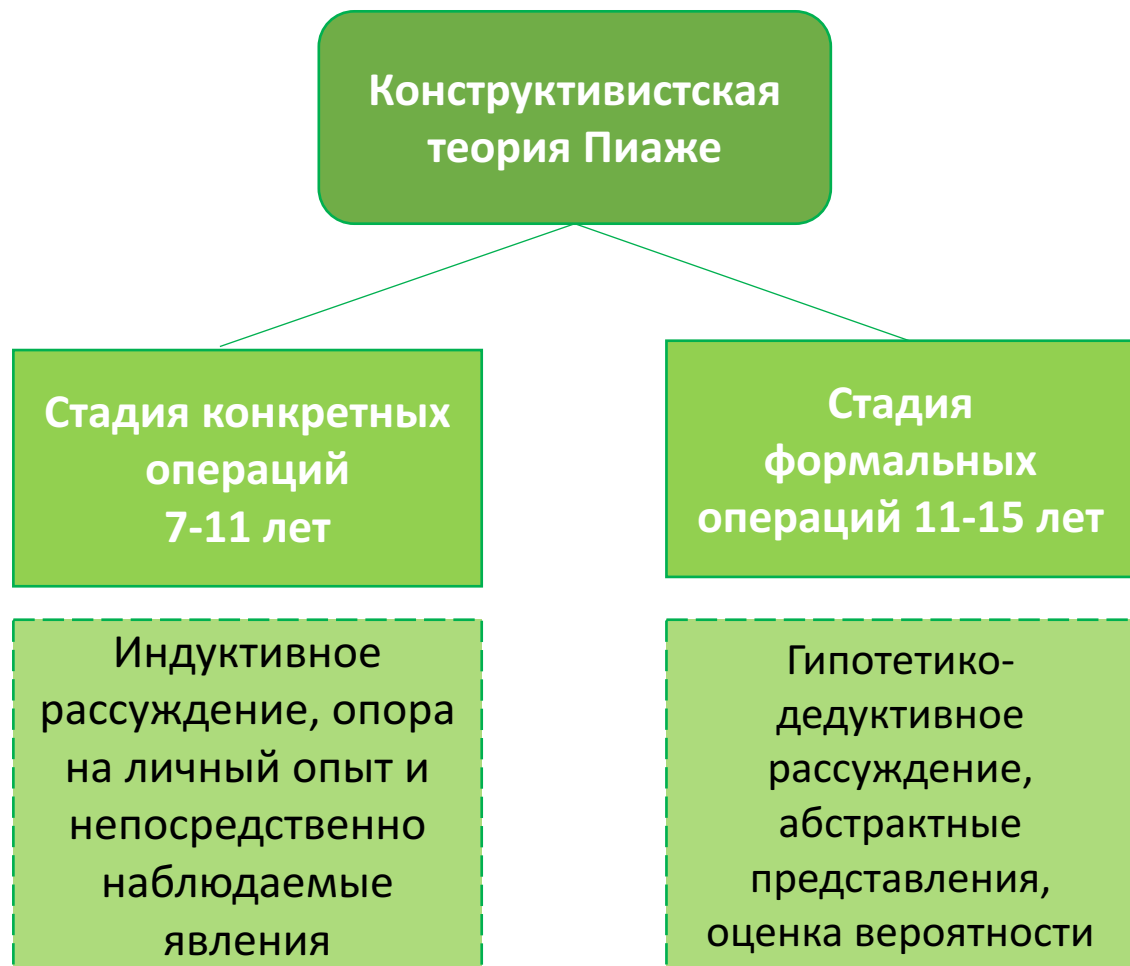 Конструктивистская
теория Пиаже
Стадия конкретных
операций
7-11 лет
Стадия
формальных
операций 11-15 лет
Индуктивное
рассуждение, опора
на личный опыт и
непосредственно
наблюдаемые
явления
Гипотетико-
дедуктивное
рассуждение,
абстрактные
представления,
оценка вероятности